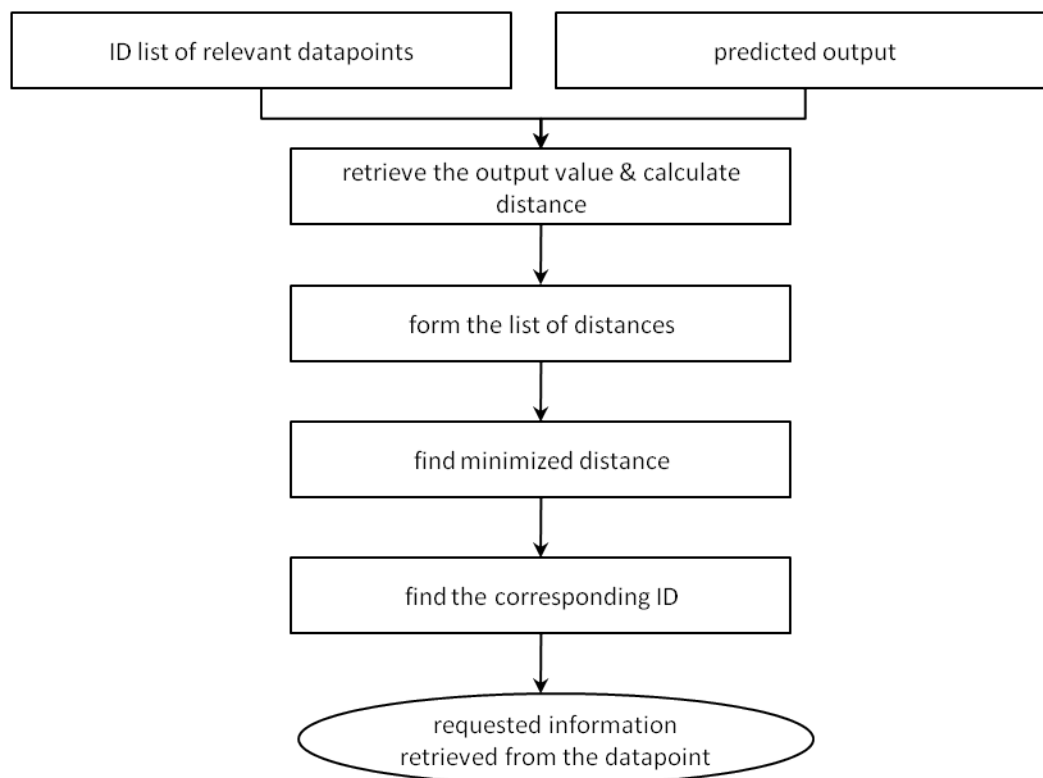 ID list of relevant datapoints
predicted output
retrieve the output value & calculate
distance
form the list of distances
find minimized distance
find the corresponding ID
requested information
retrieved from the datapoint